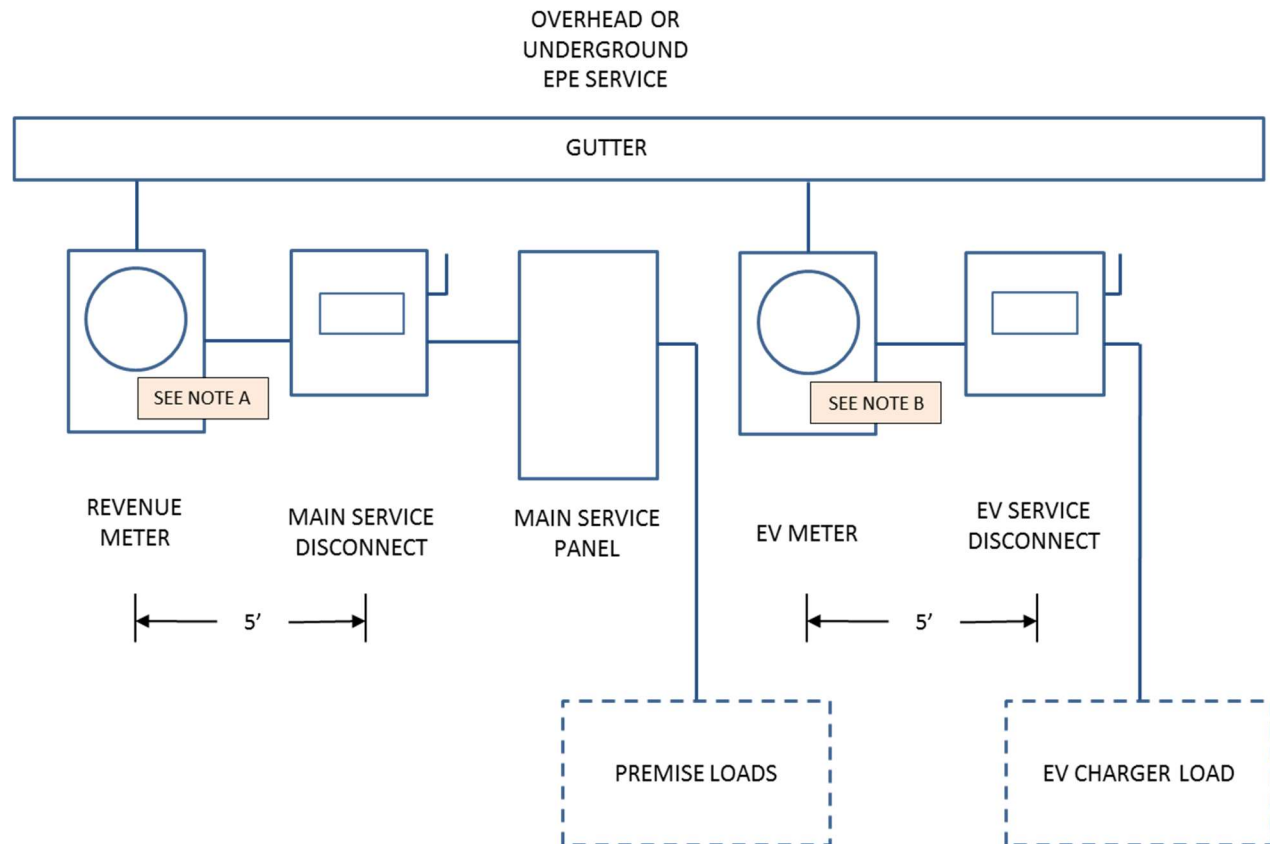 OVERHEAD OR
UNDERGROUND
EPE SERVICE
GUTTER
SEE NOTE A
SEE NOTE B
REVENUE
METER
MAIN SERVICE
DISCONNECT
MAIN SERVICE
PANEL
EV METER
EV SERVICE
DISCONNECT
5’
5’
PREMISE LOADS
EV CHARGER LOAD